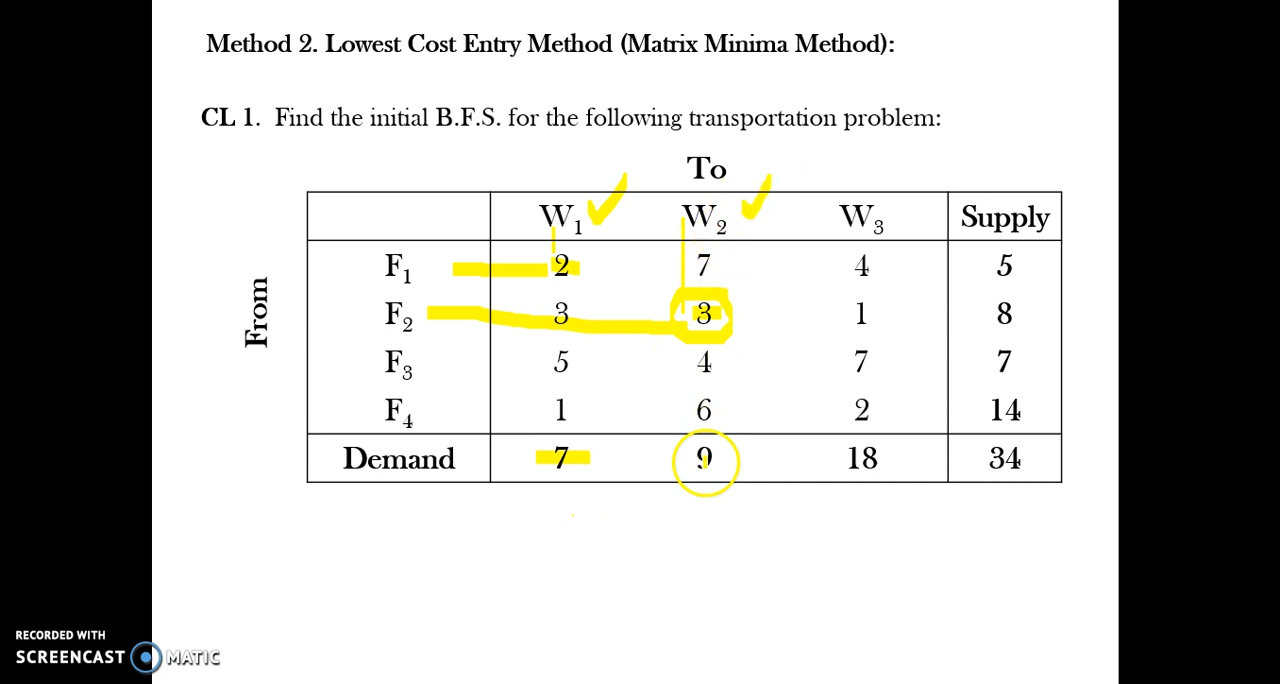 Method 2. Lowest Cost Entry Method (Matrix Minima Method):
CL 1. Find the initial B.F.S. for the following transportation problem:
To
W1 W2 W3 Supply
From
F1 2 7 4 5
F2 3 3 1 8
F3 5 4 7 7
F4 1 6 2 14
Demand 7 9 18 34
RECORDED WITH
SCREENCAST MATIC